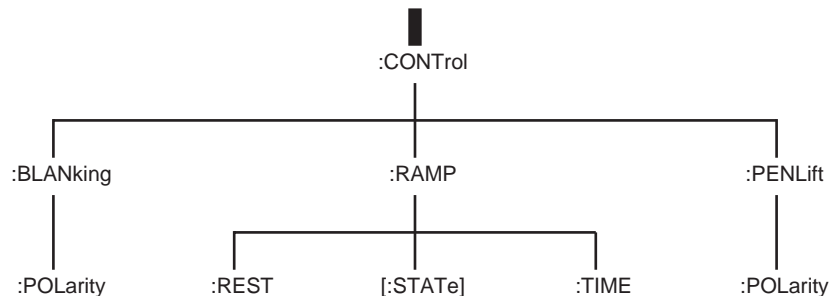 :CONTrol
:BLANking :RAMP :PENLift
:POLarity :REST [:STATe] :TIME :POLarity